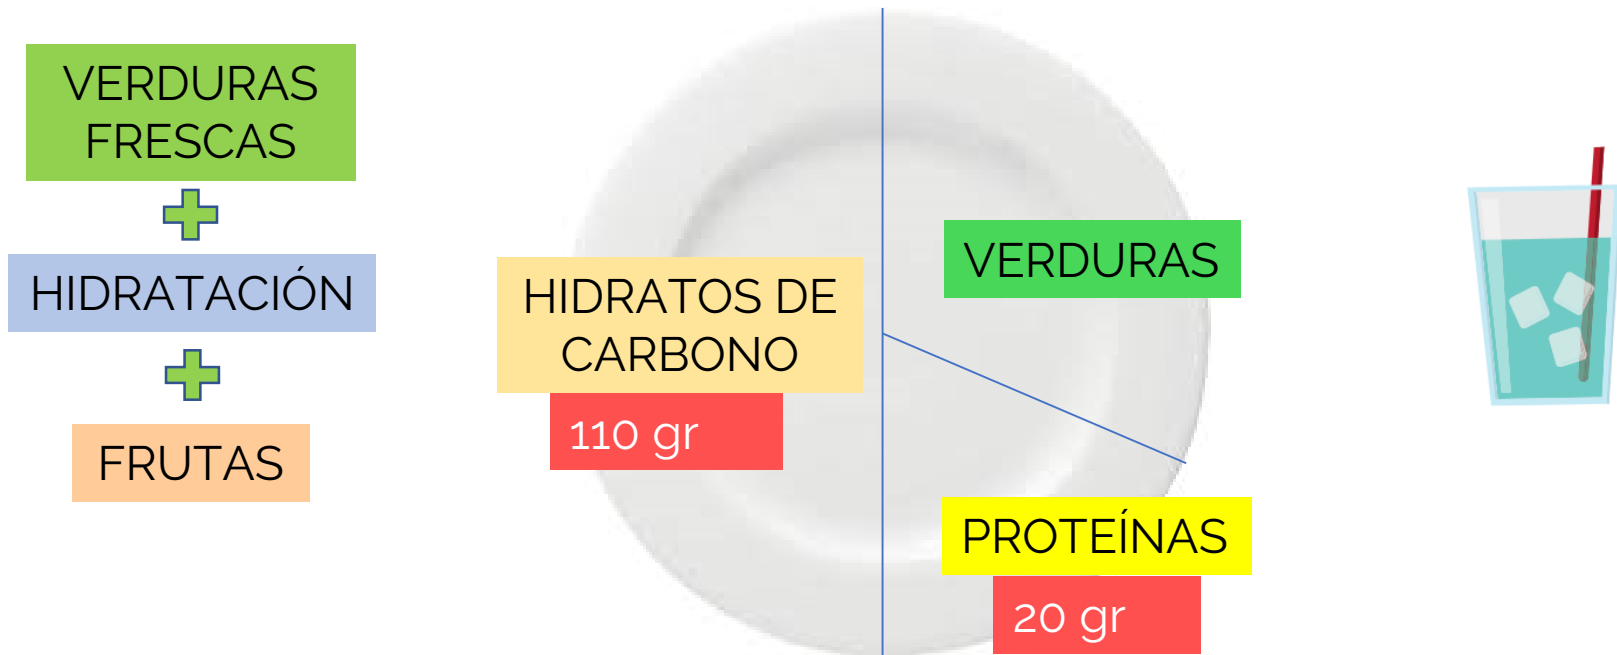 VERDURAS
FRESCAS
HIDRATACIÓN
FRUTAS
HIDRATOS DE
CARBONO
110 gr
VERDURAS
PROTEÍNAS
20 gr